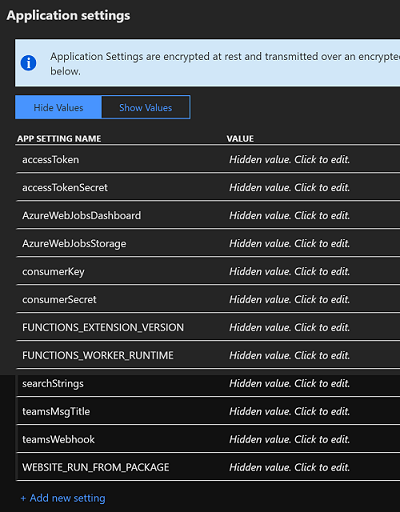 Application settings
Application Settings are encrypted at rest and transmitted over an encrypted
below.
Hide Values Show Values
APP SETTING NAME VALUE
accessToken Hidden value. Click to edit.
accessTokenSecret Hidden value. Click to edit.
AzureWebJobsDashboard Hidden value. Click to edit.
AzureWebJobsStorage Hidden value. Click to edit.
consumerKey Hidden value. Click to edit.
consumerSecret Hidden value. Click to edit.
FUNCTIONS_EXTENSION_VERSION Hidden value. Click to edit.
FUNCTIONS_WORKER_RUNTIME Hidden value. Click to edit.
searchStrings Hidden value. Click to edit.
teamsMsgTitle Hidden value. Click to edit.
teamsWebhook Hidden value. Click to edit.
WEBSITE_RUN_FROM_PACKAGE Hidden value. Click to edit.
+ Add new setting